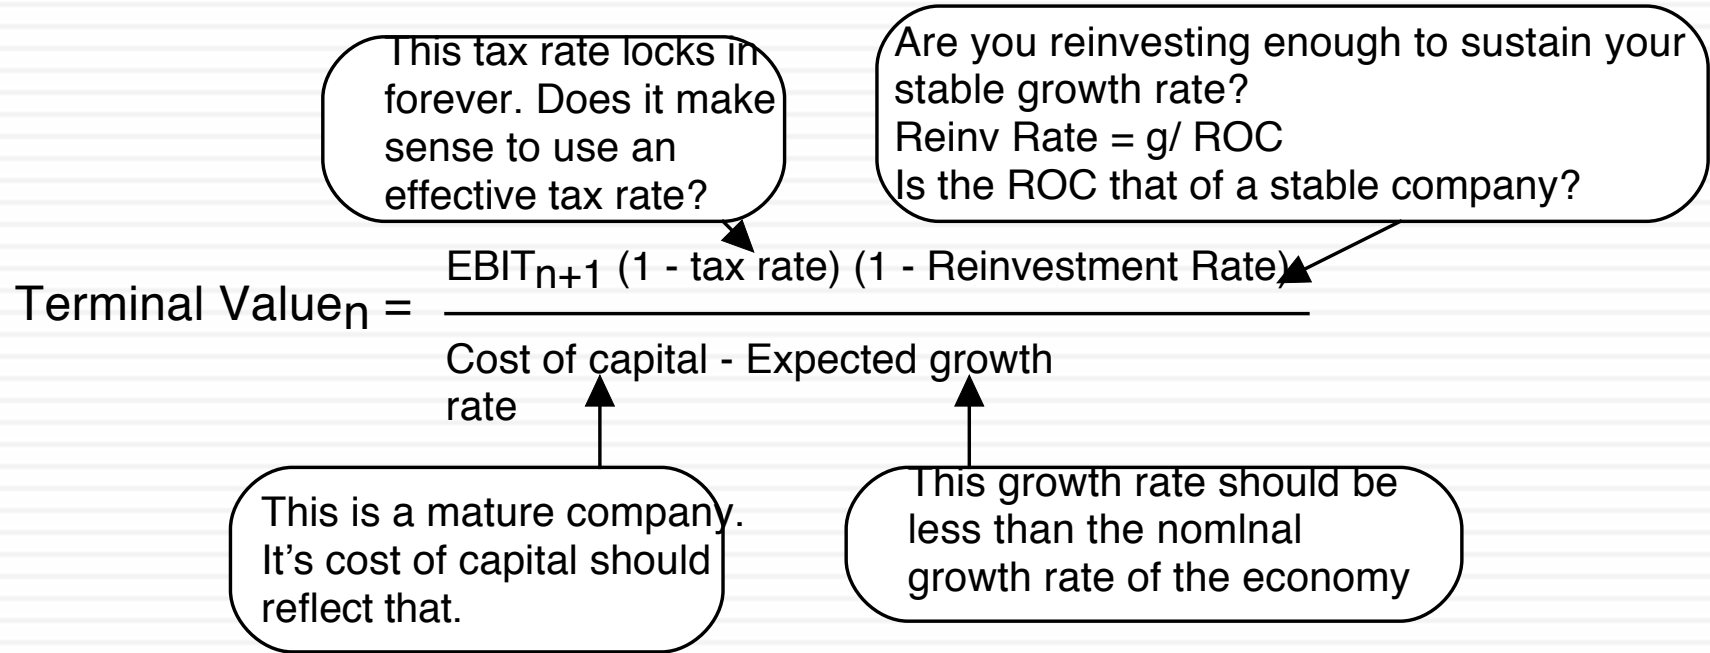 This tax rate locks in
forever. Does it make
sense to use an
effective tax rate?
Are you reinvesting enough to sustain your
stable growth rate?
Reinv Rate = g/ ROC
Is the ROC that of a stable company?
EBITn+1 (1 - tax rate) (1 - Reinvestment Rate)
Terminal Valuen =
Cost of capital - Expected growth
rate
This is a mature company.
It's cost of capital should
reflect that.
This growth rate should be
less than the nomInal
growth rate of the economy